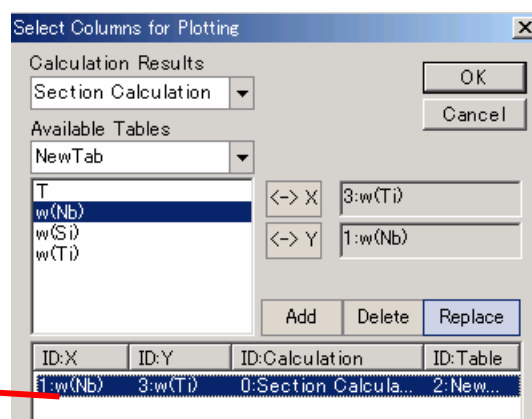 Select Columns for Plotting
Calculation Results
Section Calculation
OK
Cancel
Available Tables
NewTab
T
w(Nb)
w(Si)
w(Ti)
<-> X 3:w(Ti)
<-> Y 1:w(Nb)
Add Delete Replace
ID:X ID:Y ID:Calculation ID:Table
1:w(Nb) 3:w(Ti) 0:Section Calcula... 2:New...